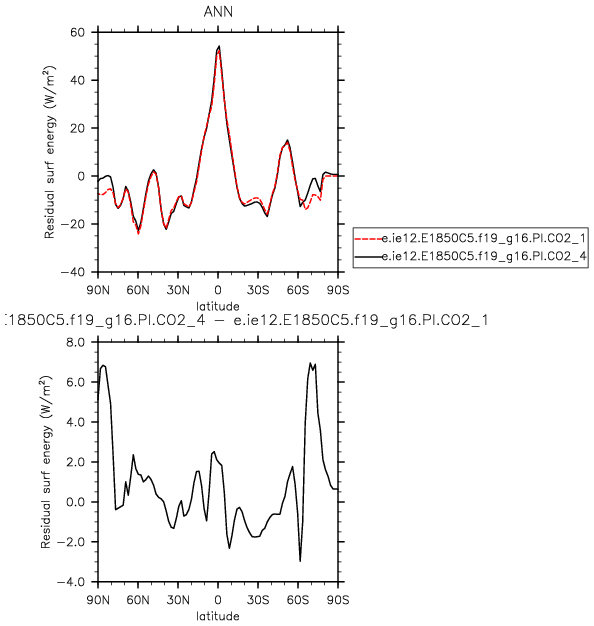 ANN
Residual surf energy (W/m²)
60
40
20
0
−20
−40
90N 60N 30N 0 30S 60S 90S
latitude
e.ie12.E1850C5.f19_g16.PI.CO2_1
e.ie12.E1850C5.f19_g16.PI.CO2_4
:1850C5.f19_g16.PI.CO2_4 − e.ie12.E1850C5.f19_g16.PI.CO2_1
Residual surf energy (W/m²)
8.0
6.0
4.0
2.0
0.0
−2.0
−4.0
90N 60N 30N 0 30S 60S 90S
latitude